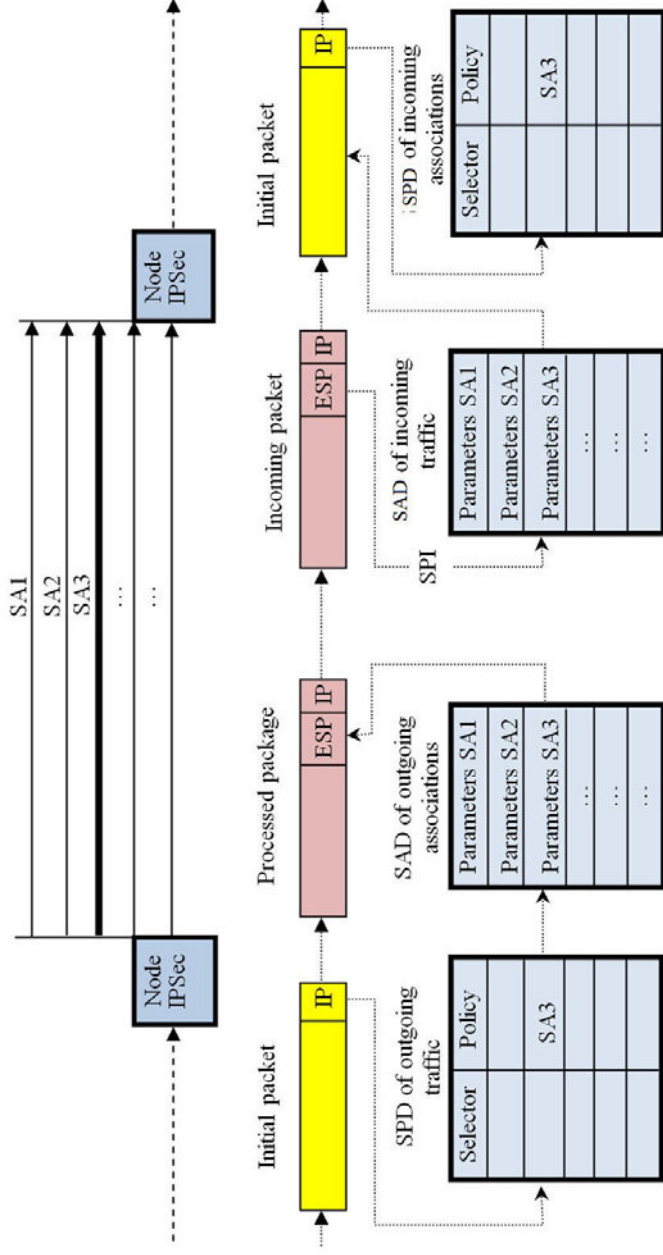 SA1
SA2
SA3
...
...
Node
IPSec
Node
IPSec
Initial packet
IP
Processed package
ESP
IP
Incoming packet
ESP
IP
Initial packet
IP
SPD of outgoing
traffic
Selector
Policy
SA3
SAD of outgoing
associations
Parameters SA1
Parameters SA2
Parameters SA3
...
...
...
SPI
SAD of incoming
traffic
Parameters SA1
Parameters SA2
Parameters SA3
...
...
...
SPD of incoming
associations
Selector
Policy
SA3